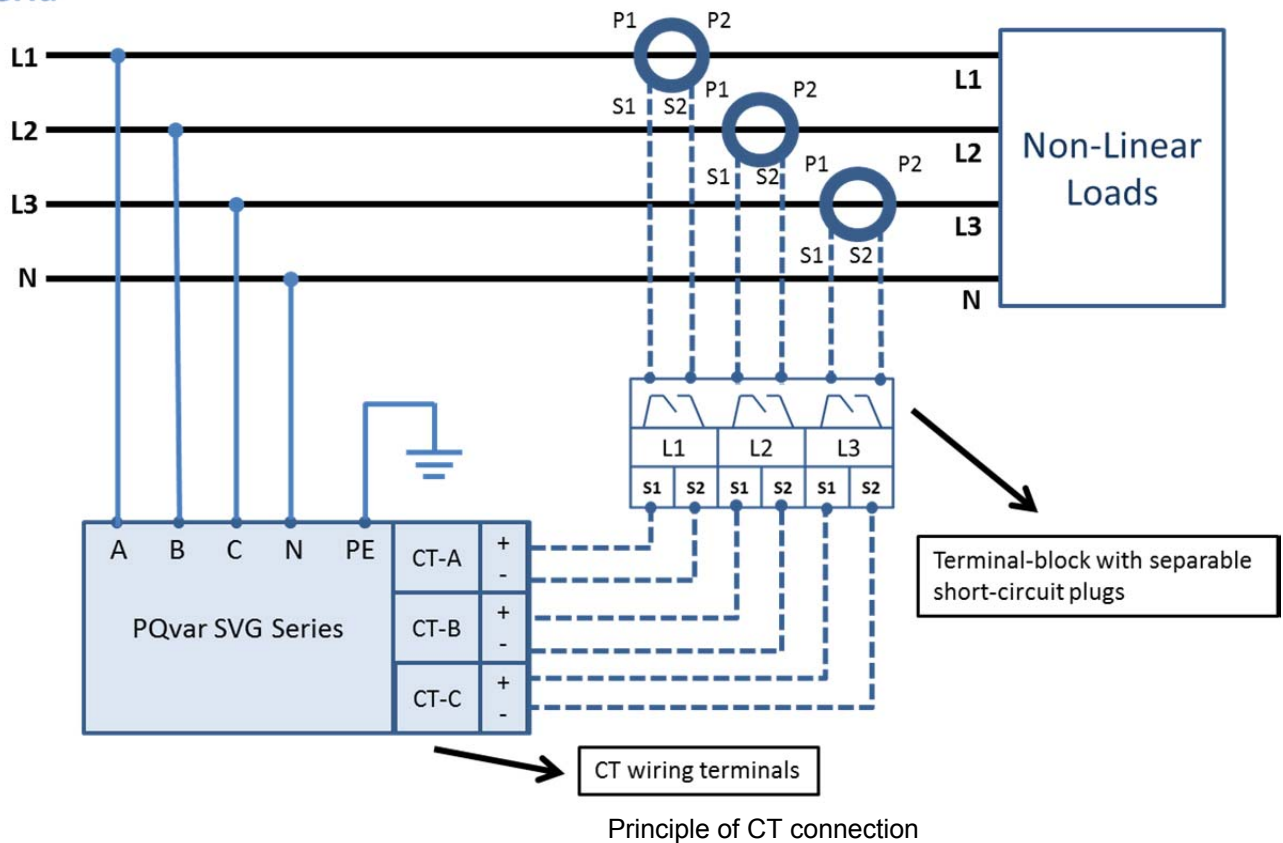 P1 P2
L1
L1
S1 S2 P1 P2
L2
L2
S1 S2 P1 P2
L3
L3
S1 S2
N
N
Non-Linear
Loads
L1 L2 L3
S1 S2 S1 S2 S1 S2
A B C N PE
CT-A + -
CT-B + -
CT-C + -
PQvar SVG Series
Terminal-block with separable
short-circuit plugs
CT wiring terminals
Principle of CT connection